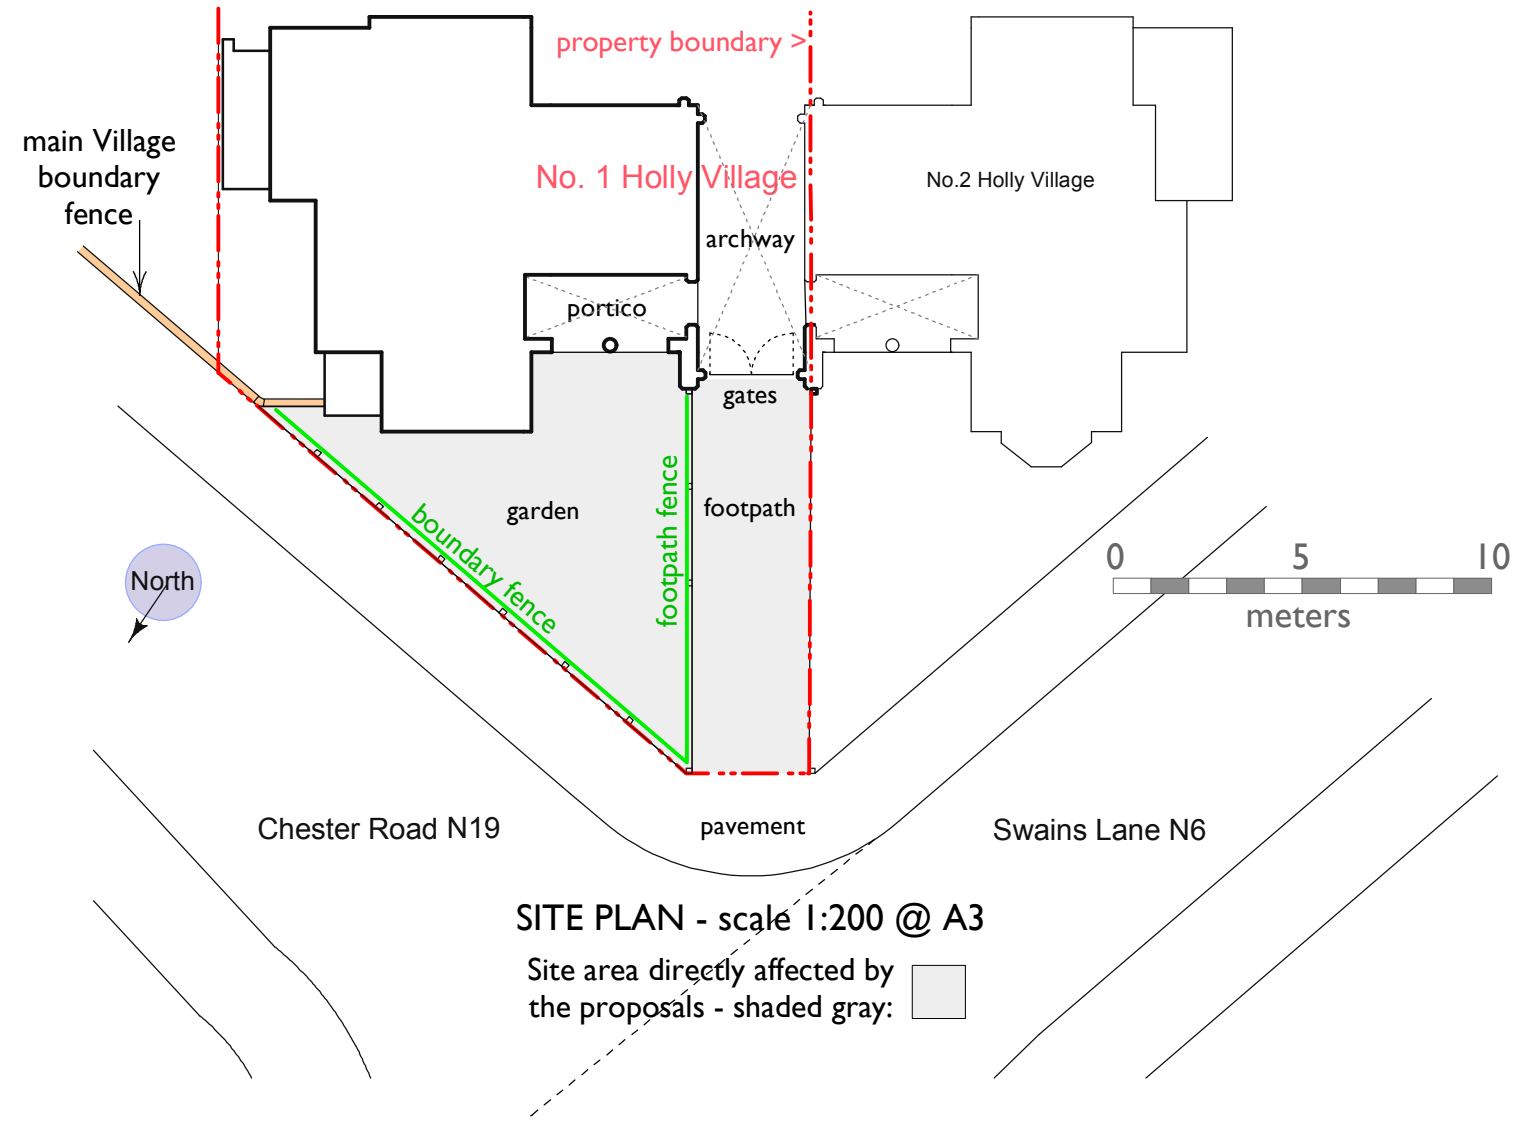 property boundary >
main Village
boundary
fence
No. 1 Holly Village
No.2 Holly Village
archway
portico
gates
garden
footpath
boundary fence
footpath fence
North
0 5 10
meters
Chester Road N19
pavement
Swains Lane N6
SITE PLAN - scale 1:200 @ A3
Site area directly affected by
the proposals - shaded gray: